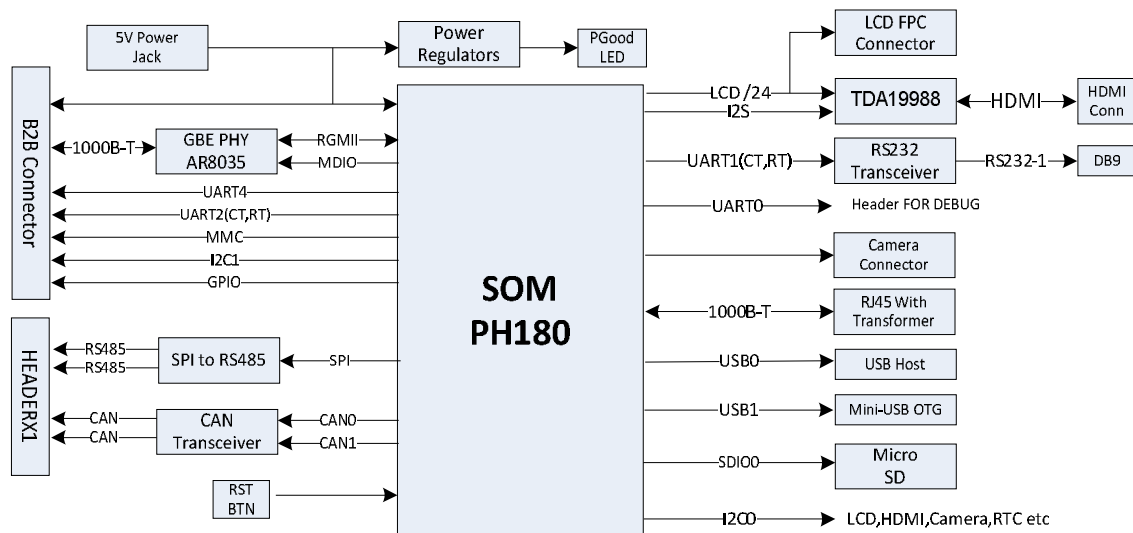 5V Power
Jack
Power
Regulators
PGood
LED
LCD FPC
Connector
B2B Connector
1000B-T
GBE PHY
AR8035
RGMII
MDIO
UART4
UART2(CT,RT)
MMC
I2C1
GPIO
HEADERX1
RS485
RS485
SPI to RS485
SPI
CAN
CAN
CAN
Transceiver
CAN0
CAN1
RST
BTN
SOM
PH180
LCD /24
I2S
TDA19988
HDMI
HDMI
Conn
UART1(CT,RT)
RS232
Transceiver
RS232-1
DB9
UART0
Header FOR DEBUG
Camera
Connector
1000B-T
RJ45 With
Transformer
USB0
USB Host
USB1
Mini-USB OTG
SDIO0
Micro
SD
I2C0
LCD,HDMI,Camera,RTC etc